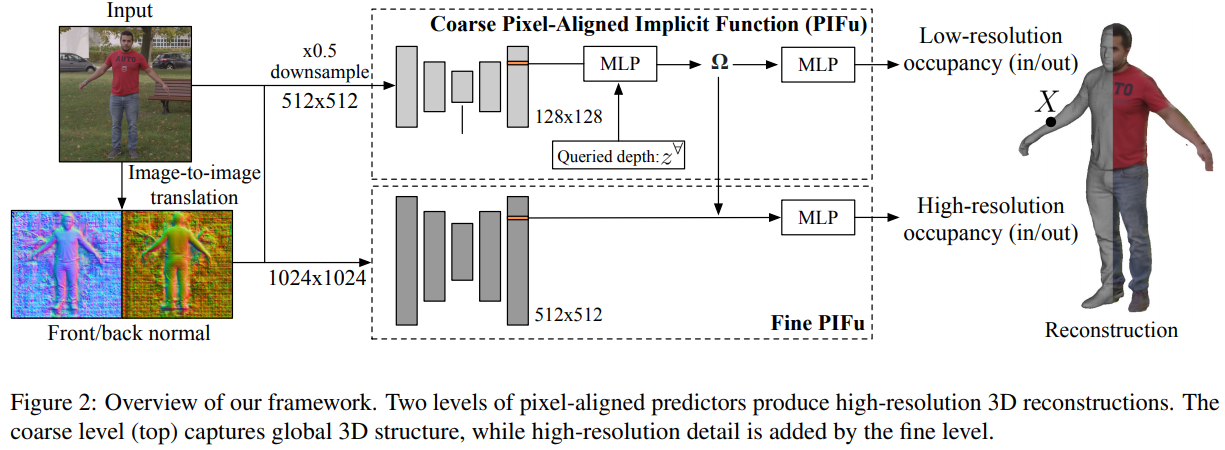 Input
Coarse Pixel-Aligned Implicit Function (PIFu)
x0.5
downsample
512x512
MLP
Ω
MLP
Low-resolution
occupancy (in/out)
128x128
Queried depth: z∀
X
Image-to-image
translation
1024x1024
MLP
High-resolution
occupancy (in/out)
512x512
Fine PIFu
Front/back normal
Reconstruction
Figure 2: Overview of our framework. Two levels of pixel-aligned predictors produce high-resolution 3D reconstructions. The
coarse level (top) captures global 3D structure, while high-resolution detail is added by the fine level.